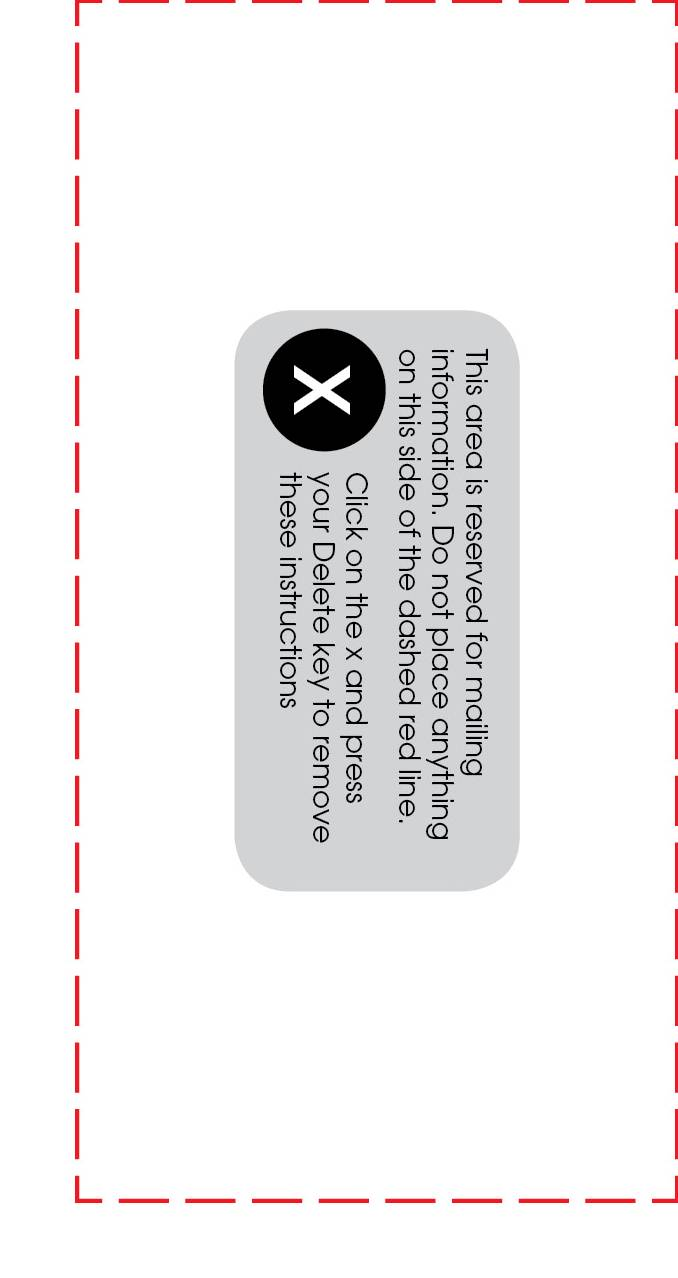 This area is reserved for mailing
information. Do not place anything
on this side of the dashed red line.
X
Click on the x and press
your Delete key to remove
these instructions